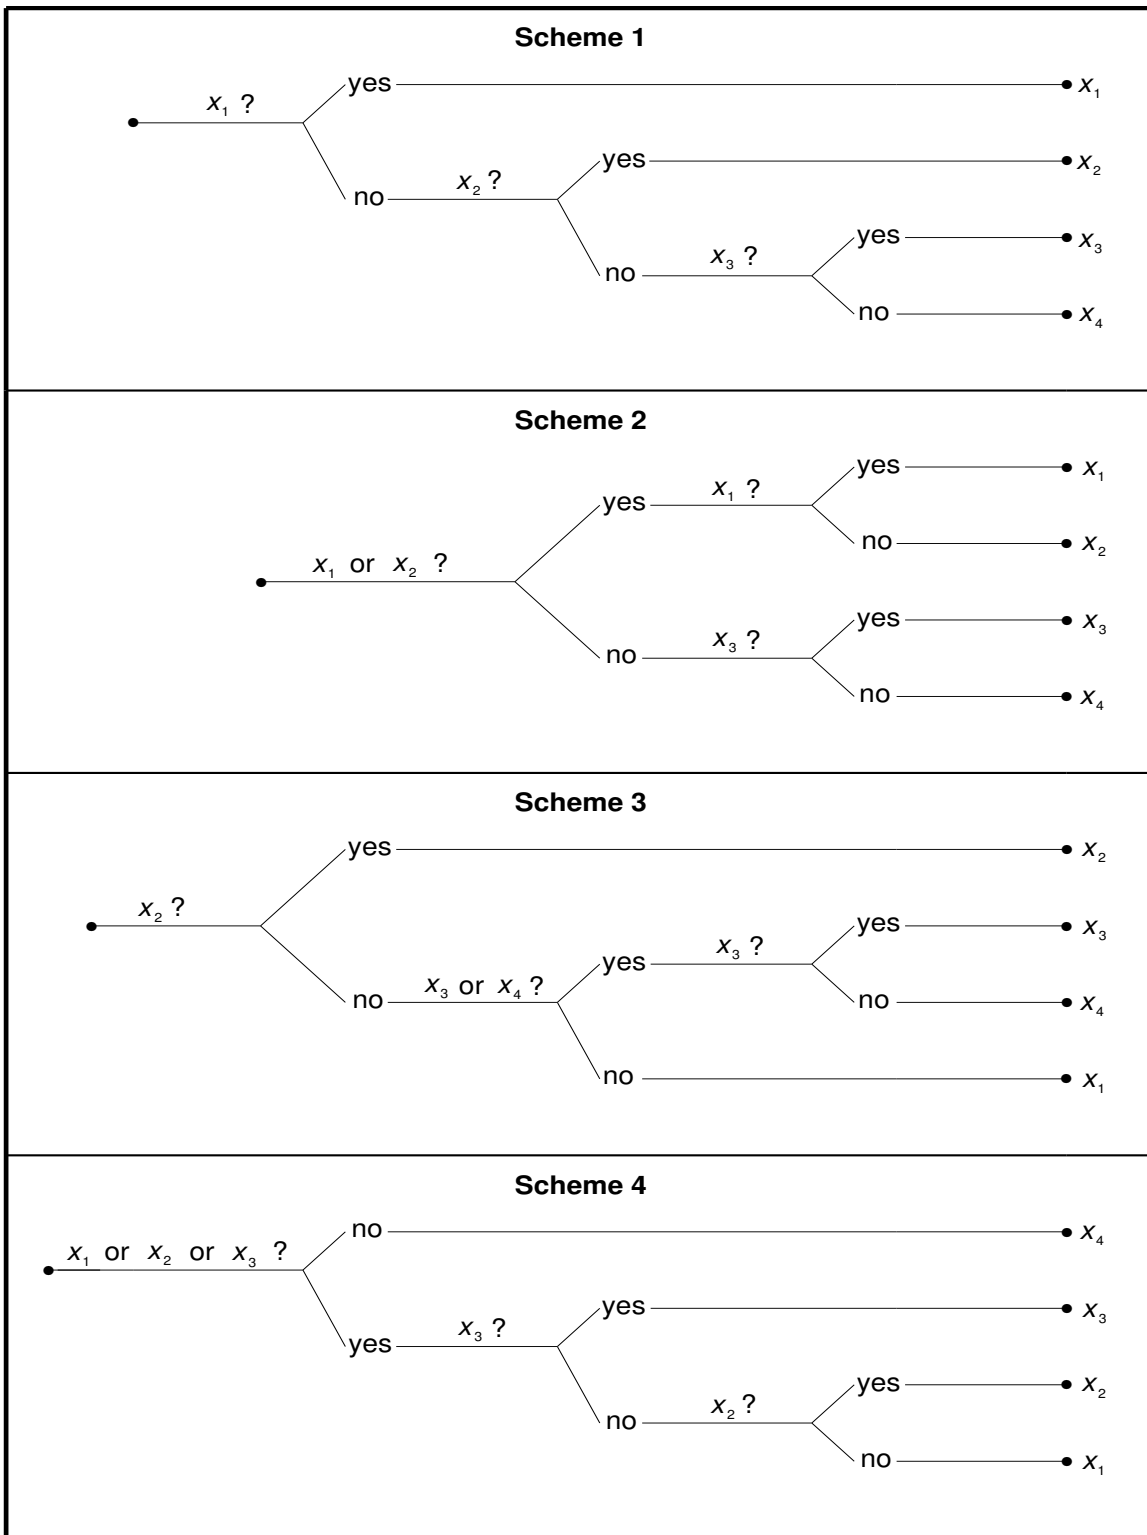 Scheme 1
yes x₁
x₁ ?
yes x₂
no x₂ ?
yes x₃
no x₃ ?
no x₄
Scheme 2
yes x₁
yes x₁ ?
no x₂
x₁ or x₂ ?
yes x₃
no x₃ ?
no x₄
Scheme 3
yes x₂
x₂ ?
yes x₃
yes x₃ ?
no x₃ or x₄ ?
no x₄
no x₁
Scheme 4
no x₄
x₁ or x₂ or x₃ ?
yes x₃
yes x₃ ?
yes x₂
no x₂ ?
no x₁